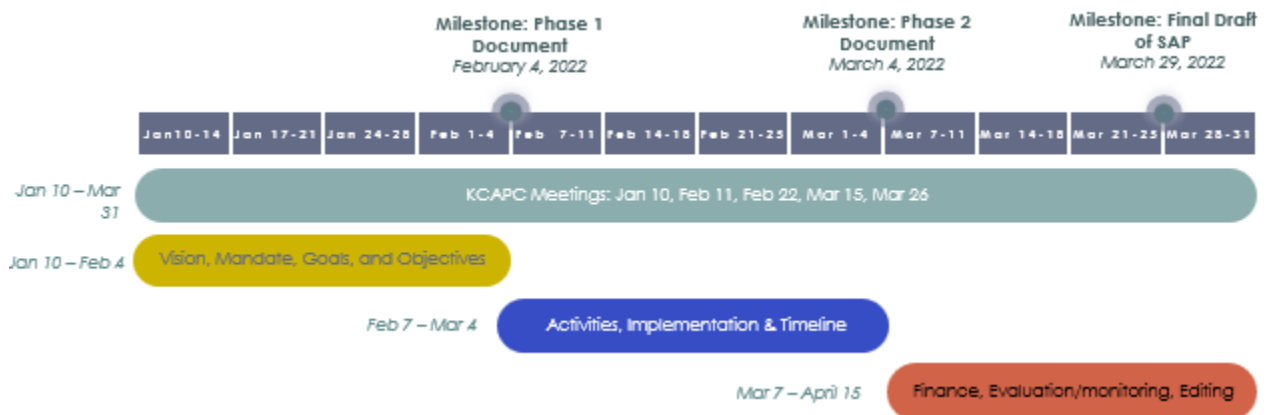 Milestone: Phase 1
Document
February 4, 2022
Milestone: Phase 2
Document
March 4, 2022
Milestone: Final Draft
of SAP
March 29, 2022
Jan10-14
Jan 17-21
Jan 24-28
Feb 1-4
Feb 7-11
Feb 14-18
Feb 21-25
Mar 1-4
Mar 7-11
Mar 14-18
Mar 21-25
Mar 28-31
Jan 10 – Mar
31
KCAPC Meetings: Jan 10, Feb 11, Feb 22, Mar 15, Mar 26
Jan 10 – Feb 4
Vision, Mandate, Goals, and Objectives
Feb 7 – Mar 4
Activities, Implementation & Timeline
Mar 7 – April 15
Finance, Evaluation/monitoring, Editing